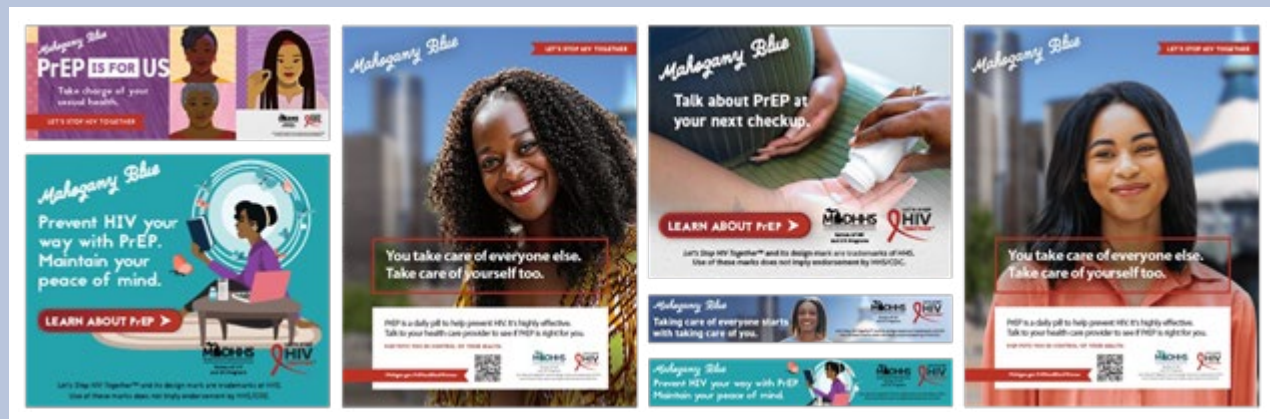 Mahogany Blue
PrEP IS FOR US
Take charge of your
sexual health.
LET'S STOP HIV TOGETHER
Mahogany Blue
Prevent HIV your
way with PrEP.
Maintain your
peace of mind.
LEARN ABOUT PrEP
MDHHS
HIV
Let's Stop HIV Together™ and its design mark are trademarks of HHS.
Use of these marks does not imply endorsement by HHS/CDC.
Mahogany Blue
LET'S STOP HIV TOGETHER
You take care of everyone else.
Take care of yourself too.
PrEP is a daily pill to help prevent HIV. It's highly effective.
Talk to your health care provider to see if PrEP is right for you.
MDHHS
HIV
Mahogany Blue
Talk about PrEP at
your next checkup.
LEARN ABOUT PrEP
MDHHS
HIV
Let's Stop HIV Together™ and its design mark are trademarks of HHS.
Use of these marks does not imply endorsement by HHS/CDC.
Mahogany Blue
Taking care of everyone starts
with taking care of you.
MDHHS
HIV
Mahogany Blue
Prevent HIV your way with PrEP
Maintain your peace of mind.
MDHHS
HIV
Mahogany Blue
LET'S STOP HIV TOGETHER
You take care of everyone else.
Take care of yourself too.
PrEP is a daily pill to help prevent HIV. It's highly effective.
Talk to your health care provider to see if PrEP is right for you.
MDHHS
HIV